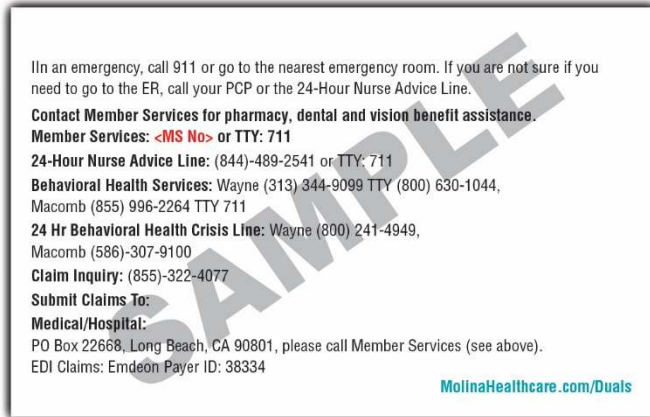 IIn an emergency, call 911 or go to the nearest emergency room. If you are not sure if you
need to go to the ER, call your PCP or the 24-Hour Nurse Advice Line.
Contact Member Services for pharmacy, dental and vision benefit assistance.
Member Services: <MS No> or TTY: 711
24-Hour Nurse Advice Line: (844)-489-2541 or TTY: 711
Behavioral Health Services: Wayne (313) 344-9099 TTY (800) 630-1044,
Macomb (855) 996-2264 TTY 711
24 Hr Behavioral Health Crisis Line: Wayne (800) 241-4949,
Macomb (586)-307-9100
Claim Inquiry: (855)-322-4077
Submit Claims To:
Medical/Hospital:
PO Box 22668, Long Beach, CA 90801, please call Member Services (see above).
EDI Claims: Emdeon Payer ID: 38334
MolinaHealthcare.com/Duals
SAMPLE